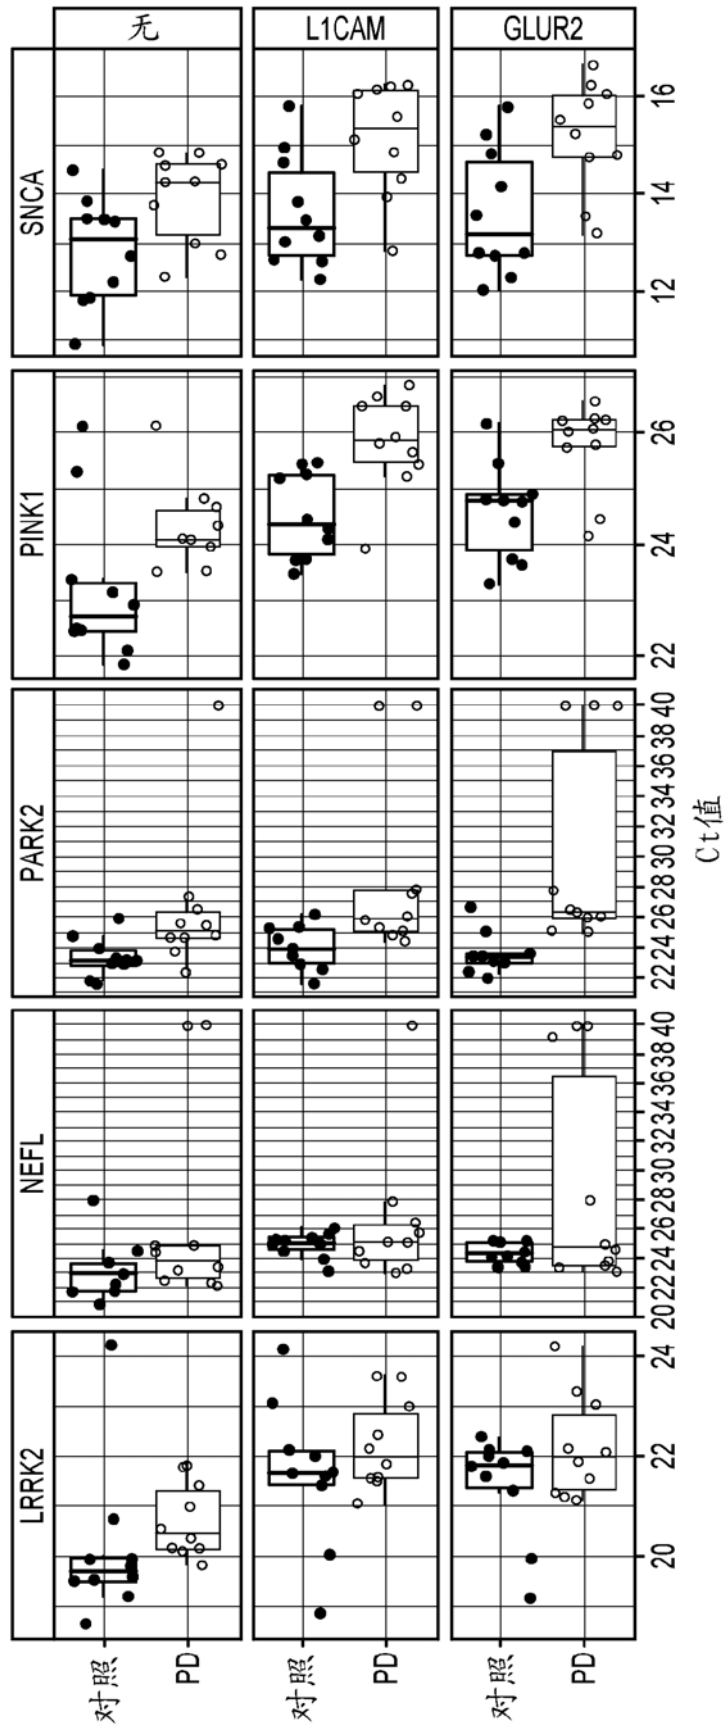 无
L1CAM
GLUR2
LRRK2
NEFL
PARK2
PINK1
SNCA
对照
PD
对照
PD
对照
PD
20 22 24
20 22 24 26 28 30 32 34 36 38 40
22 24 26 28 30 32 34 36 38 40
22 24 26
12 14 16
Ct值